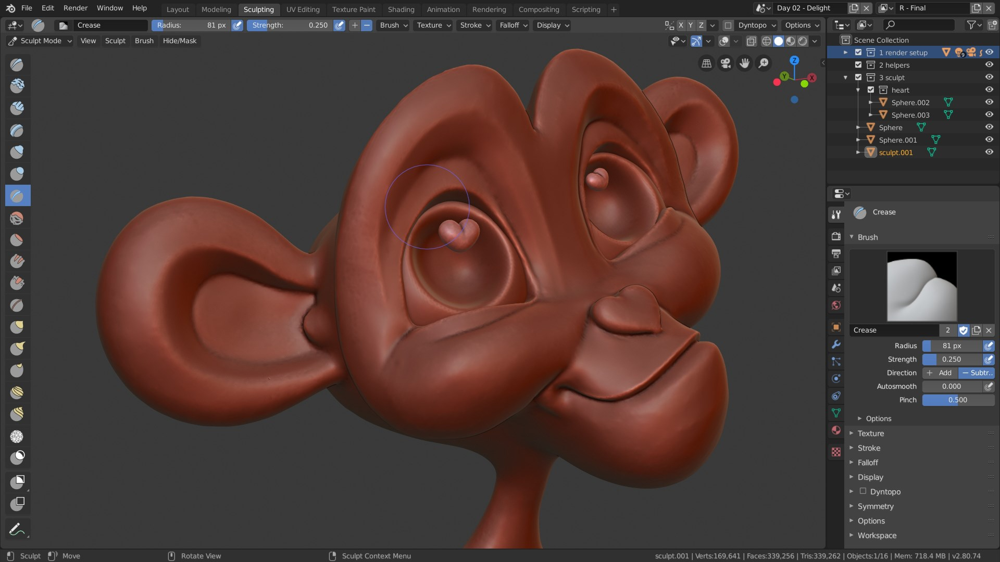 File Edit Render Window Help Layout Modeling Sculpting UV Editing Texture Paint Shading Animation Rendering Compositing Scripting + Day 02 - Delight R - Final
Crease Radius: 81 px Strength: 0.250 Brush Texture Stroke Falloff Display X Y Z Dyntopo Options
Sculpt Mode View Sculpt Brush Hide/Mask
Scene Collection
1 render setup 9
2 helpers
3 sculpt
heart
Sphere.002
Sphere.003
Sphere
Sphere.001
sculpt.001
Z
Y X
Crease
Brush
Crease 2
Radius 81 px
Strength 0.250
Direction + Add − Subtr..
Autosmooth 0.000
Pinch 0.500
Options
Texture
Stroke
Falloff
Display
Dyntopo
Symmetry
Options
Workspace
Sculpt Move Rotate View Sculpt Context Menu sculpt.001 | Verts:169,641 | Faces:339,256 | Tris:339,262 | Objects:1/16 | Mem: 718.4 MB | v2.80.74